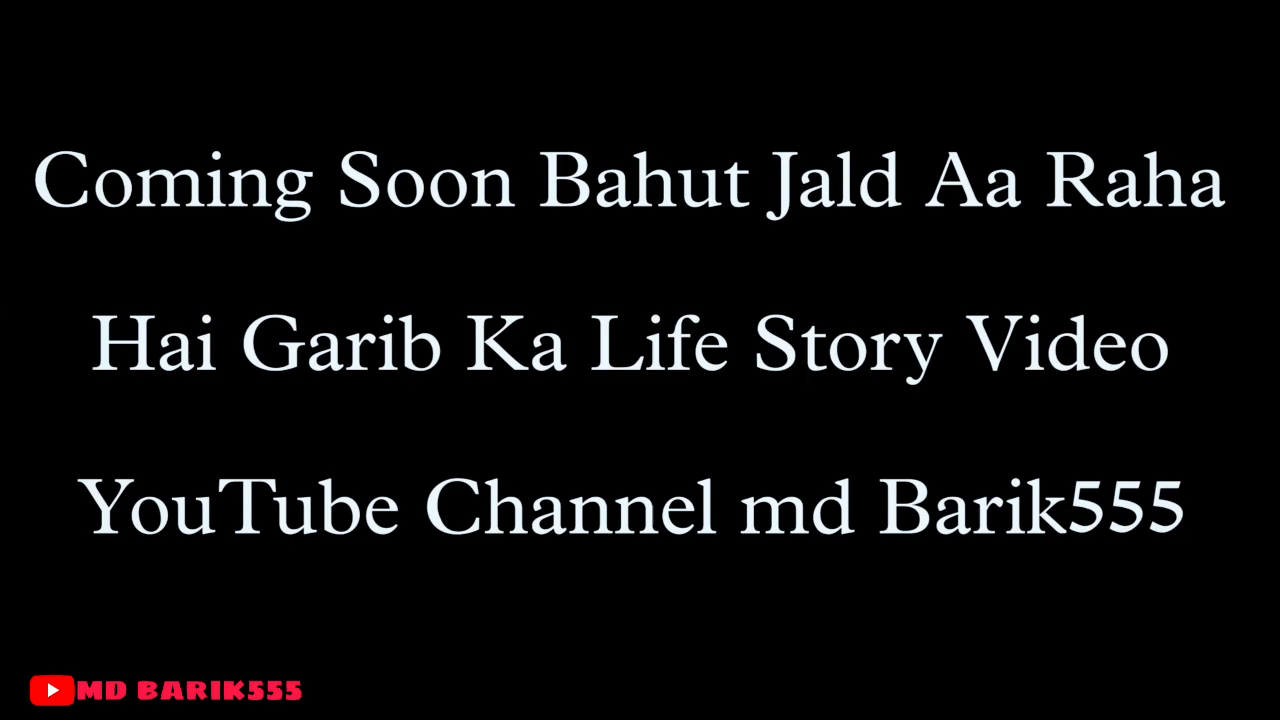 Coming Soon Bahut Jald Aa Raha
Hai Garib Ka Life Story Video
YouTube Channel md Barik555
MD BARIK555